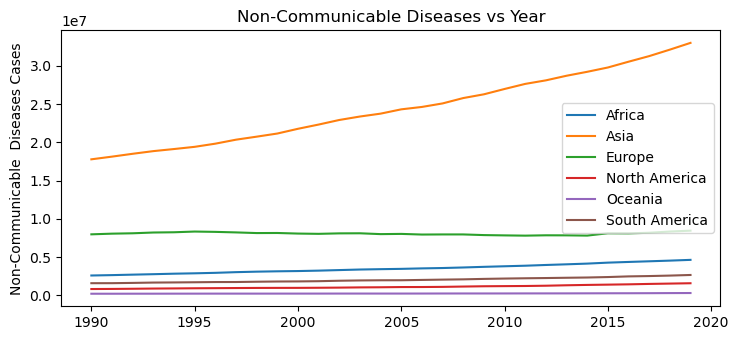 Non-Communicable Diseases vs Year
1e7
Non-Communicable  Diseases Cases
3.0
2.5
2.0
1.5
1.0
0.5
0.0
Africa
Asia
Europe
North America
Oceania
South America
1990 1995 2000 2005 2010 2015 2020